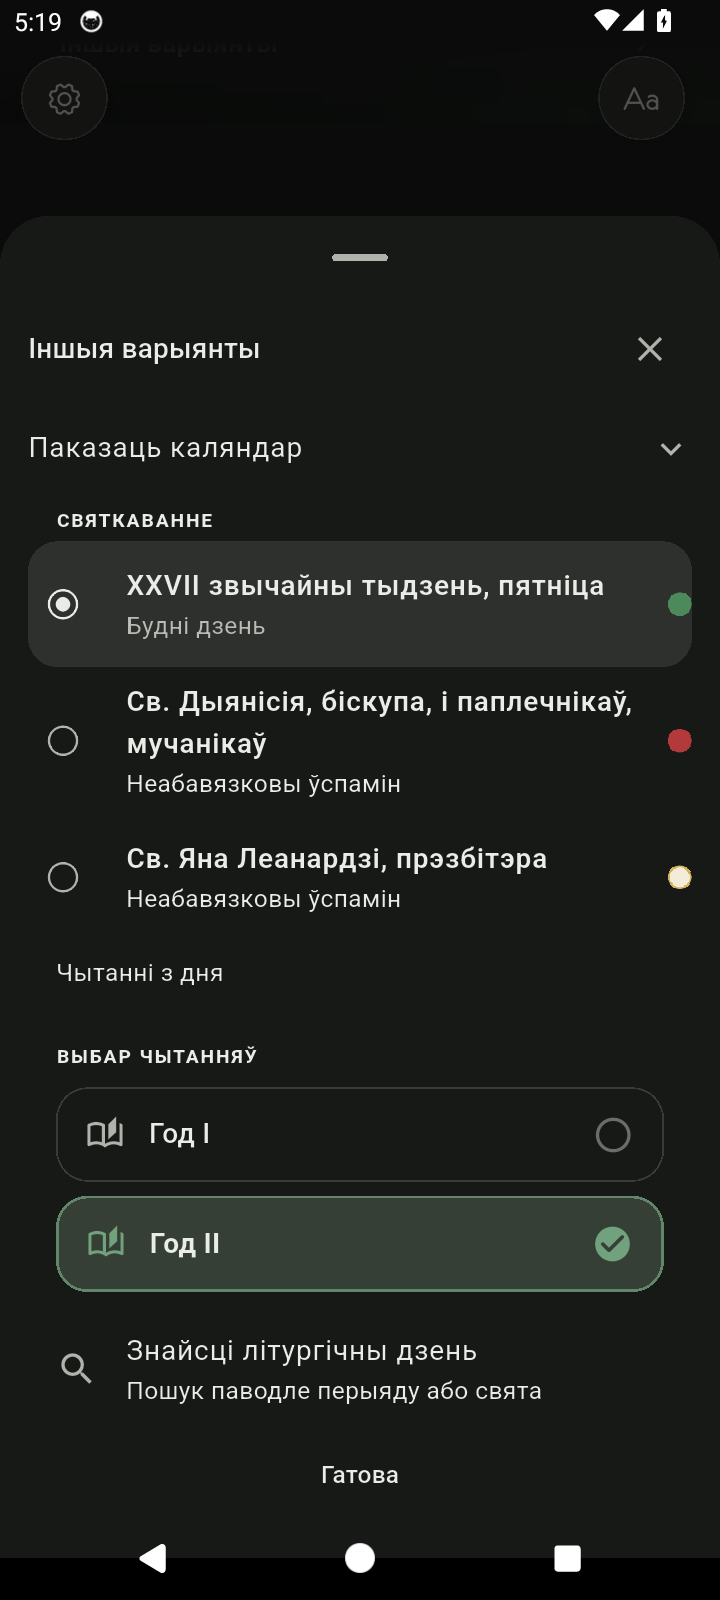 5:19
Іншыя варыянты
Aa
Іншыя варыянты
Паказаць каляндар
СВЯТКАВАННЕ
XXVII звычайны тыдзень, пятніца
Будні дзень
Св. Дыянісія, біскупа, і паплечнікаў,
мучанікаў
Неабавязковы ўспамін
Св. Яна Леанардзі, прэзбітэра
Неабавязковы ўспамін
Чытанні з дня
ВЫБАР ЧЫТАННЯЎ
Год I
Год II
Знайсці літургічны дзень
Пошук паводле перыяду або свята
Гатова